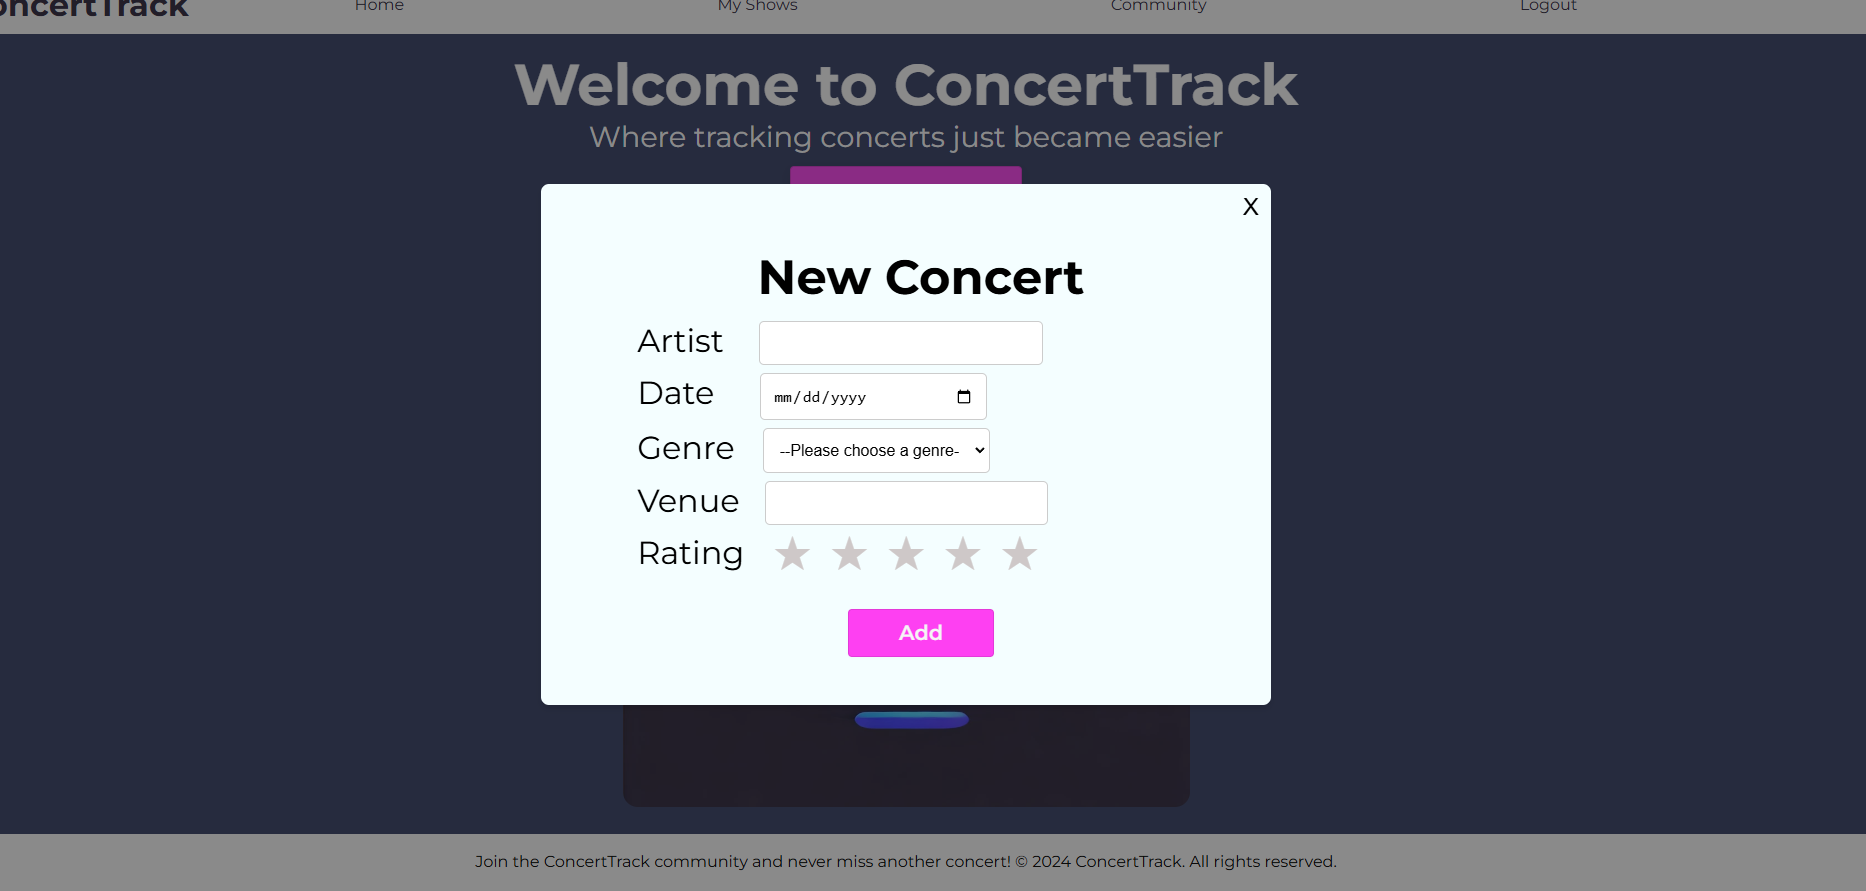 Home My Shows Community Logout
Welcome to ConcertTrack
Where tracking concerts just became easier
X
New Concert
Artist
Date mm/dd/yyyy
Genre --Please choose a genre-
Venue
Rating
Add
Join the ConcertTrack community and never miss another concert! © 2024 ConcertTrack. All rights reserved.